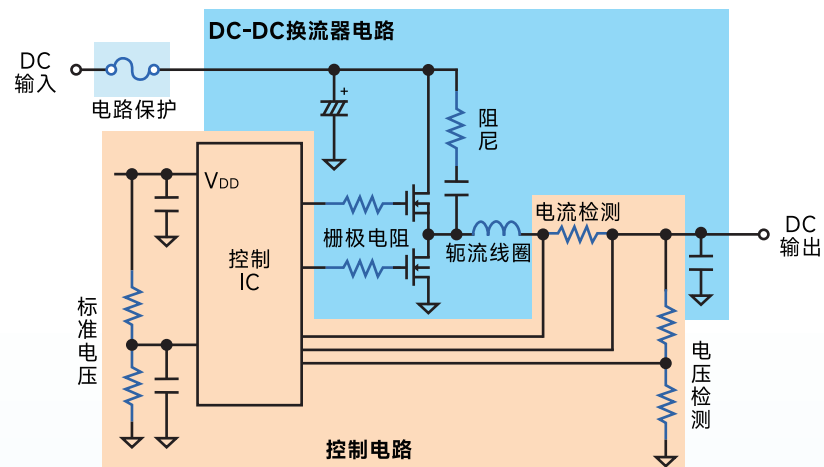 DC-DC换流器电路
DC
输入
电路保护
+
阻
尼
VDD
栅极电阻
控制
IC
轭流线圈
电流检测
DC
输出
标
准
电
压
电
压
检
测
控制电路